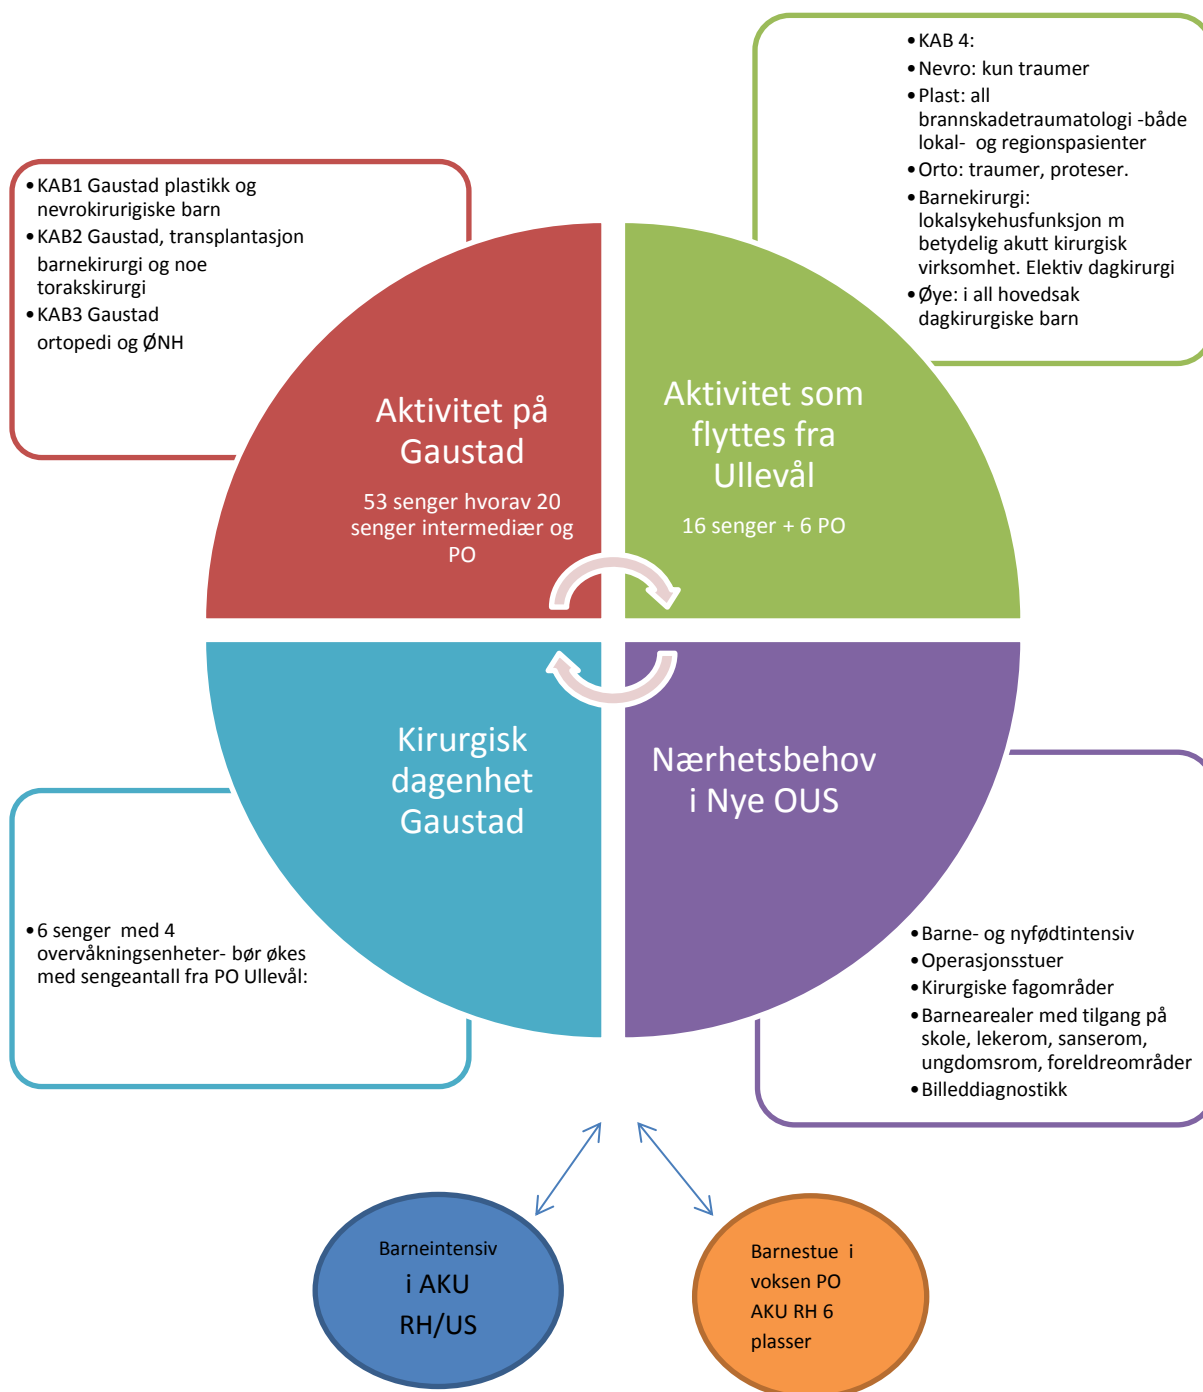 •KAB1 Gaustad plastikk og
nevrokirurigiske barn
•KAB2 Gaustad, transplantasjon
barnekirurgi og noe
torakskirurgi
•KAB3 Gaustad
ortopedi og ØNH
•KAB 4:
•Nevro: kun traumer
•Plast: all
brannskadetraumatologi -både
lokal- og regionspasienter
•Orto: traumer, proteser.
•Barnekirurgi:
lokalsykehusfunksjon m
betydelig akutt kirurgisk
virksomhet. Elektiv dagkirurgi
•Øye: i all hovedsak
dagkirurgiske barn
Aktivitet på
Gaustad
53 senger hvorav 20
senger intermediær og
PO
Aktivitet som
flyttes fra
Ullevål
16 senger + 6 PO
Kirurgisk
dagenhet
Gaustad
Nærhetsbehov
i Nye OUS
•6 senger med 4
overvåkningsenheter- bør økes
med sengeantall fra PO Ullevål:
•Barne- og nyfødtintensiv
•Operasjonsstuer
•Kirurgiske fagområder
•Barnearealer med tilgang på
skole, lekerom, sanserom,
ungdomsrom, foreldreområder
•Billeddiagnostikk
Barneintensiv
i AKU
RH/US
Barnestue i
voksen PO
AKU RH 6
plasser